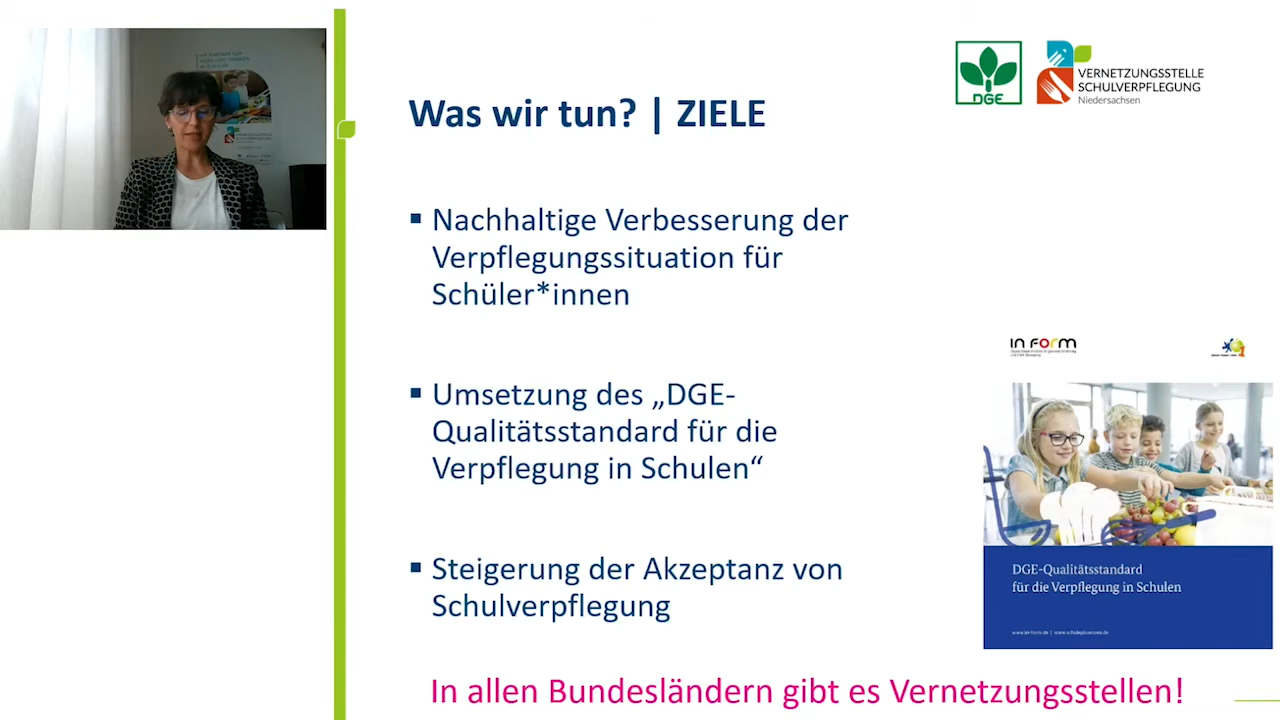 DGE
VERNETZUNGSSTELLE
SCHULVERPFLEGUNG
Niedersachsen
Was wir tun? | ZIELE
▪ Nachhaltige Verbesserung der
Verpflegungssituation für
Schüler*innen
▪ Umsetzung des „DGE-
Qualitätsstandard für die
Verpflegung in Schulen“
▪ Steigerung der Akzeptanz von
Schulverpflegung
IN FORM
DGE-Qualitätsstandard
für die Verpflegung in Schulen
In allen Bundesländern gibt es Vernetzungsstellen!
VERNETZUNGSSTELLE
SCHULVERPFLEGUNG